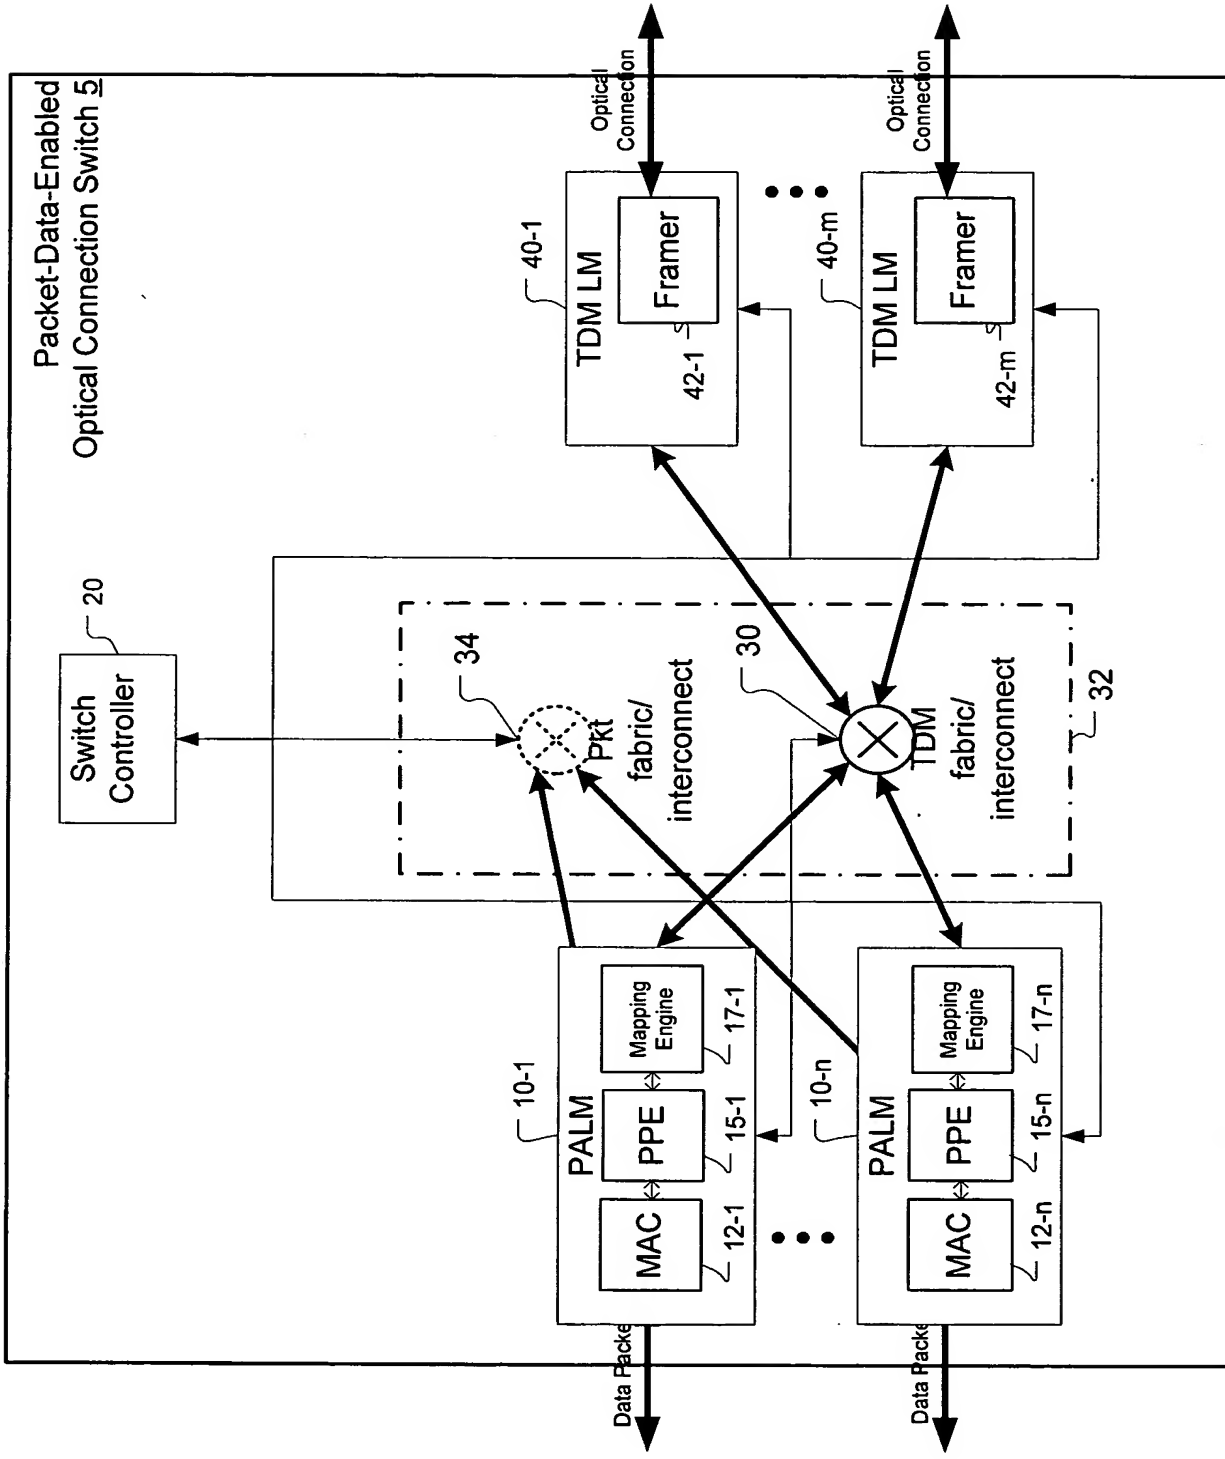 Packet-Data-Enabled
Optical Connection Switch 5
Switch
Controller
20
34
Pkt
fabric/
interconnect
30
TDM
fabric/
interconnect
32
10-1
PALM
MAC
PPE
Mapping
Engine
12-1
15-1
17-1
Data Packe
10-n
PALM
MAC
PPE
Mapping
Engine
12-n
15-n
17-n
Data Packe
40-1
TDM LM
Framer
42-1
Optical
Connection
40-m
TDM LM
Framer
42-m
Optical
Connection